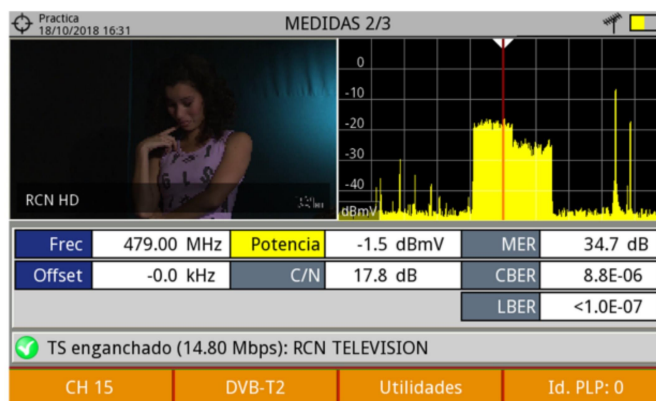 Practica
18/10/2018 16:31
MEDIDAS 2/3
RCN HD
0
-10
-20
-30
-40
dBmV
Frec 479.00 MHz Potencia -1.5 dBmV MER 34.7 dB
Offset -0.0 kHz C/N 17.8 dB CBER 8.8E-06
LBER <1.0E-07
TS enganchado (14.80 Mbps): RCN TELEVISION
CH 15 DVB-T2 Utilidades Id. PLP: 0